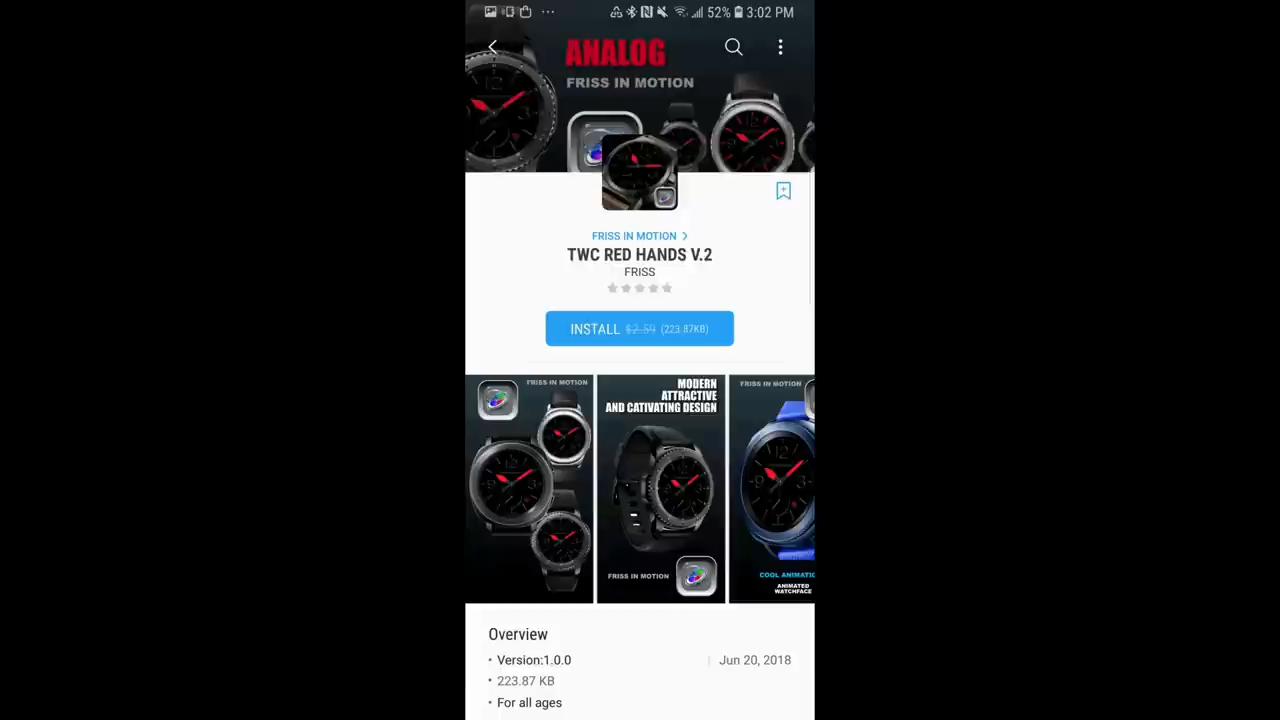 52% 3:02 PM
ANALOG
FRISS IN MOTION
FRISS IN MOTION
TWC RED HANDS V.2
FRISS
INSTALL $2.59 (223.87KB)
FRISS IN MOTION
MODERN
ATTRACTIVE
AND CATIVATING DESIGN
FRISS IN MOTION
FRISS IN MOTION
COOL ANIMATIO
ANIMATED
WATCHFACE
Overview
• Version:1.0.0
Jun 20, 2018
• 223.87 KB
• For all ages